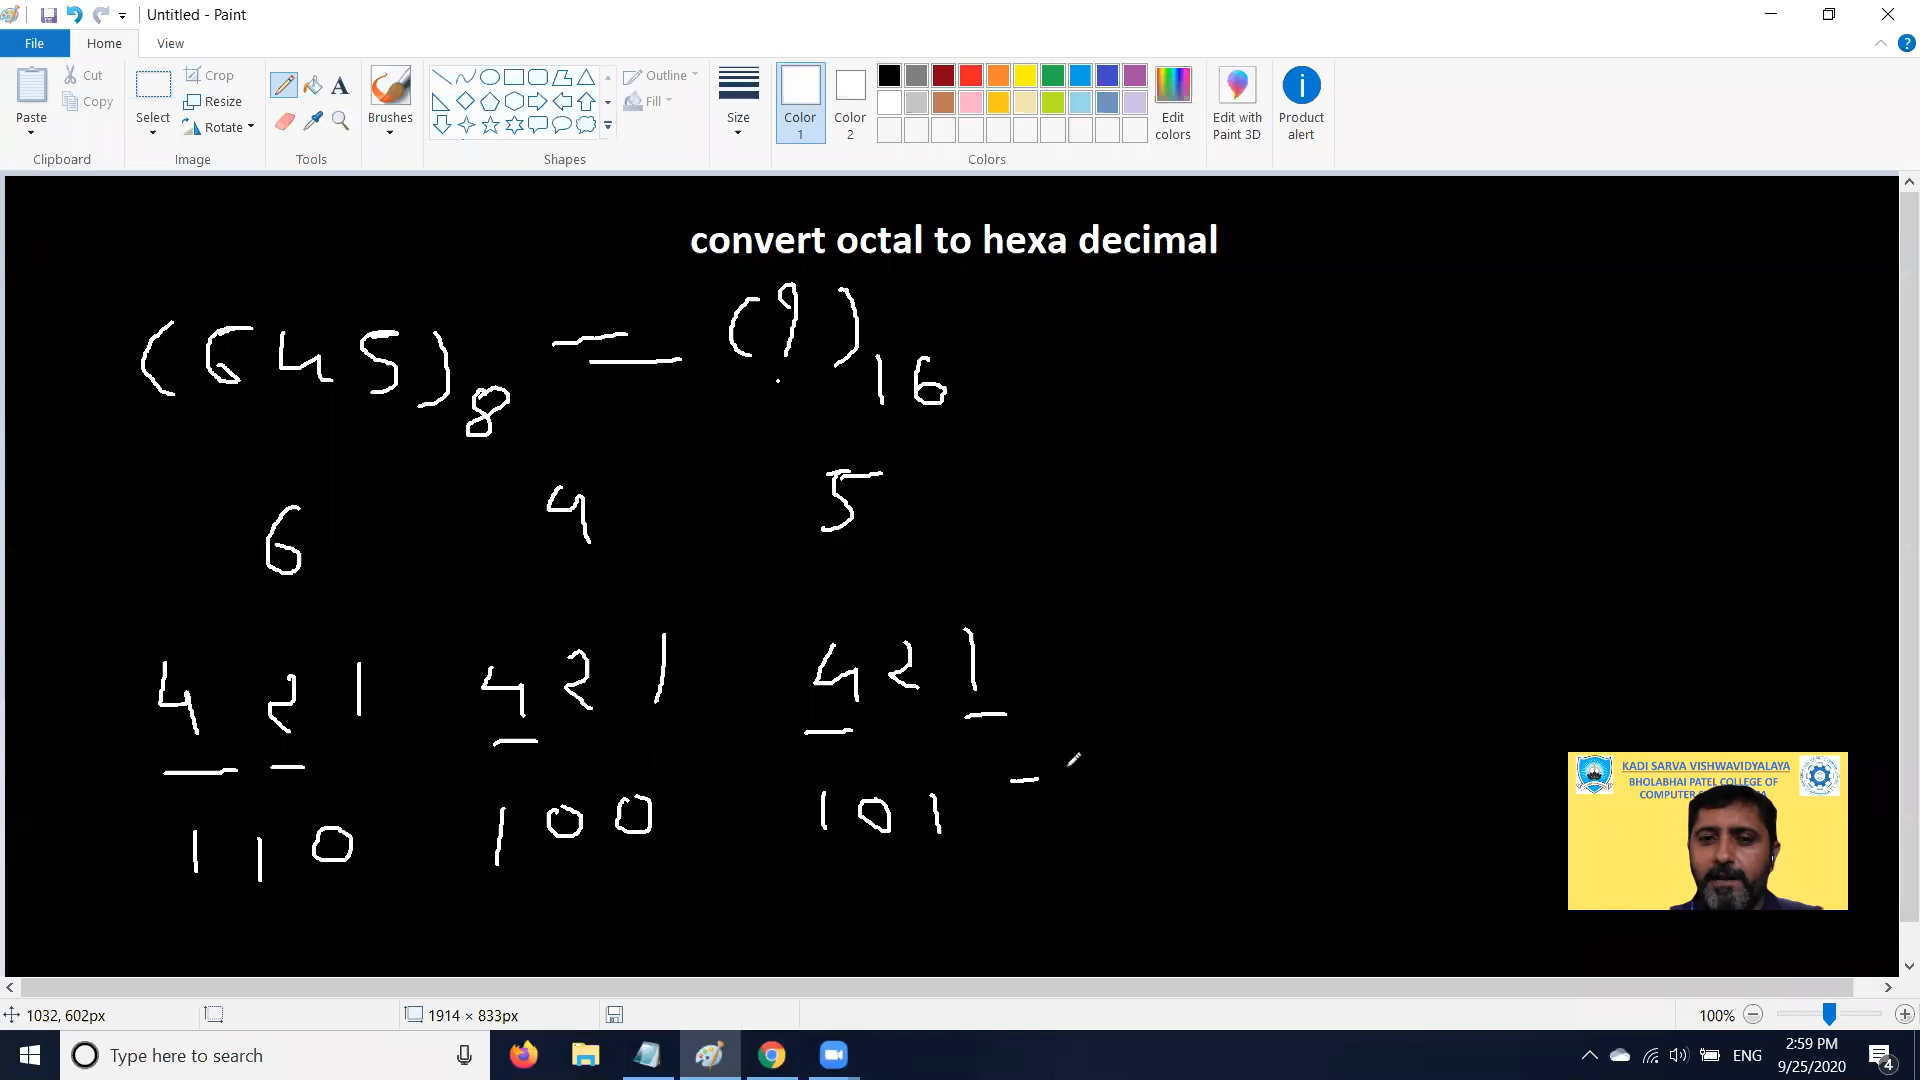 Untitled - Paint
File Home View
Paste
Cut
Copy
Clipboard
Select
Crop
Resize
Rotate
Image
Tools
Brushes
Shapes
Outline
Fill
Size
Color 1
Color 2
Colors
Edit colors
Edit with Paint 3D
Product alert
convert octal to hexa decimal
(645)8 = (?)16
6 4 5
4 2 1 4 2 1 4 2 1
1 1 0 1 0 0 1 0 1
KADI SARVA VISHWAVIDYALAYA
BHOLABHAI PATEL COLLEGE OF
COMPUTER
1032, 602px
1914 × 833px
100%
Type here to search
ENG
2:59 PM
9/25/2020
4